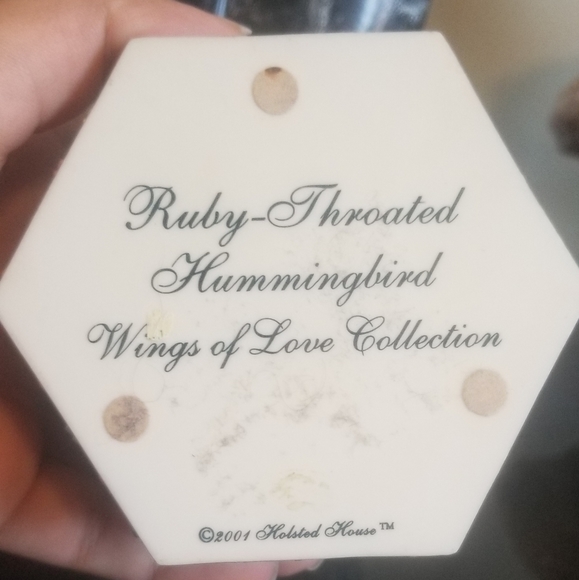 Ruby-Throated
Hummingbird
Wings of Love Collection
©2001 Holsted House™